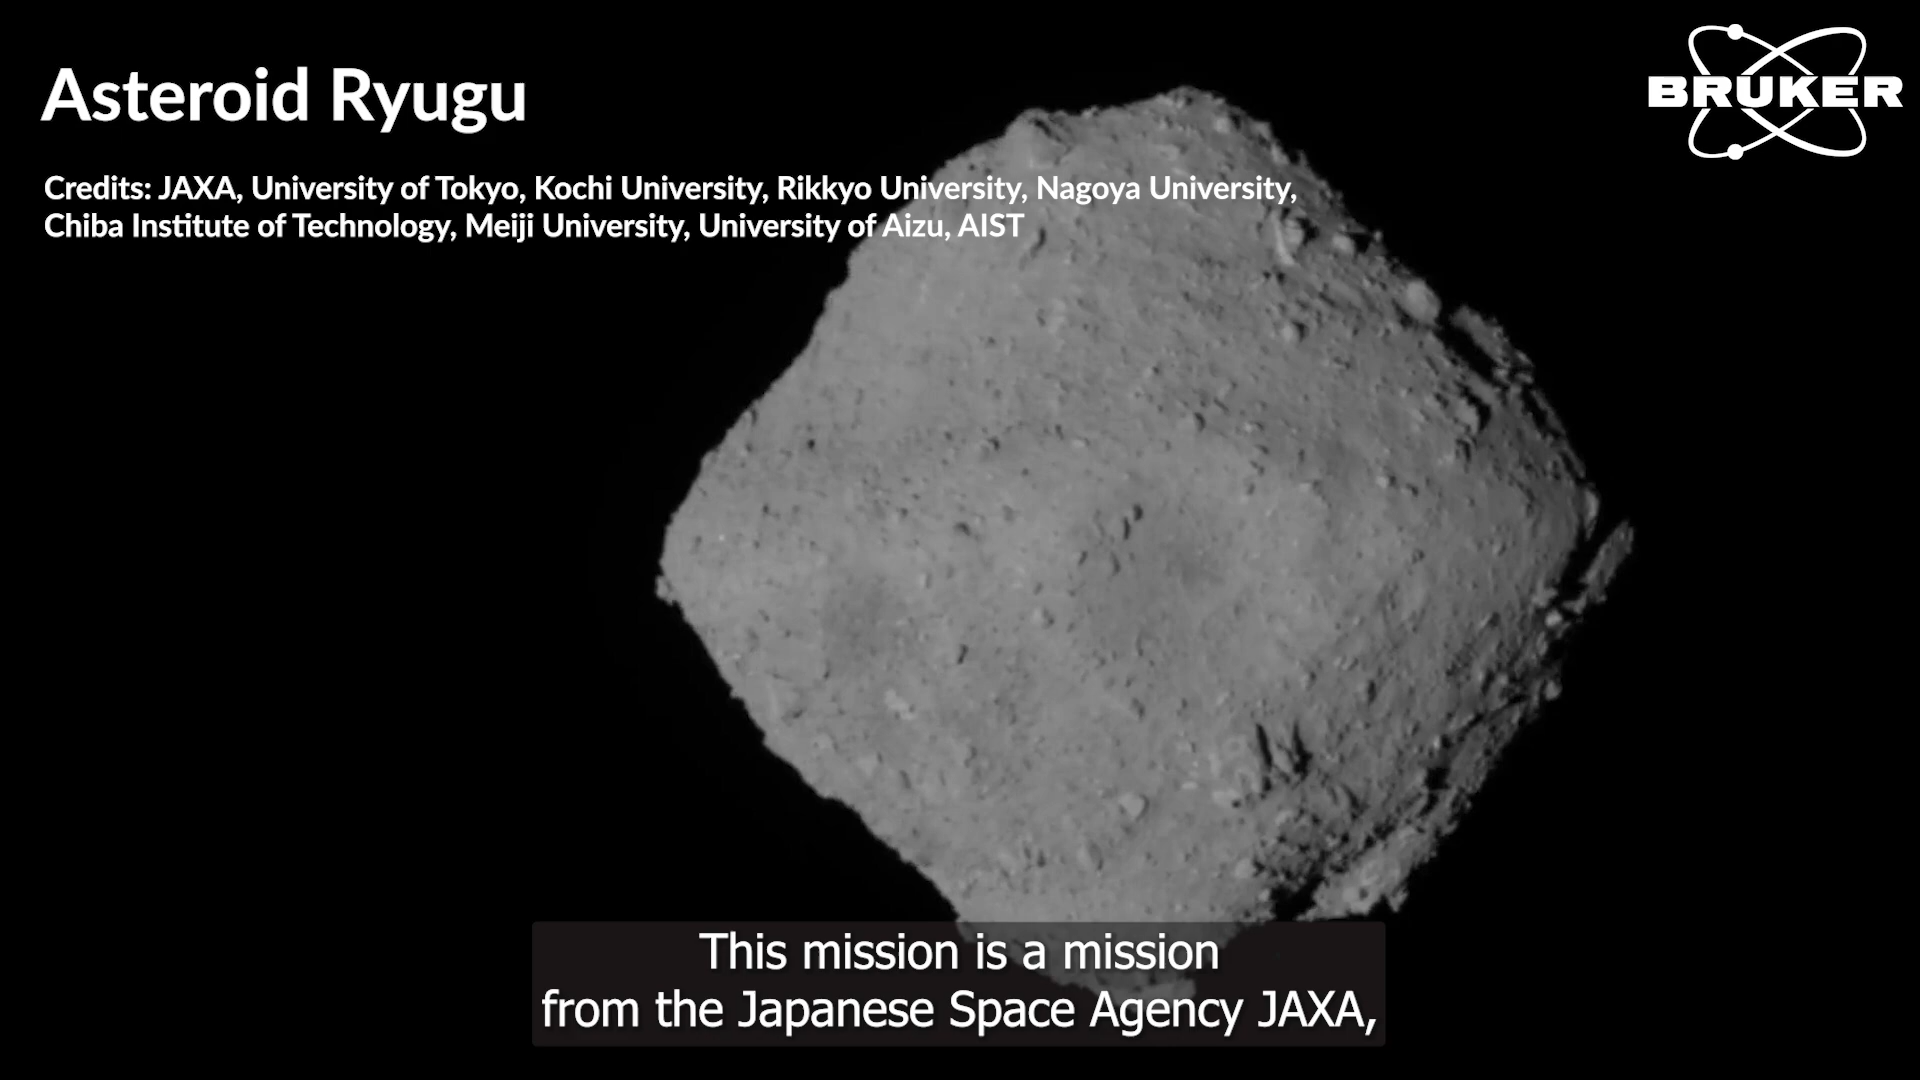 Asteroid Ryugu
BRUKER
Credits: JAXA, University of Tokyo, Kochi University, Rikkyo University, Nagoya University,
Chiba Institute of Technology, Meiji University, University of Aizu, AIST
This mission is a mission
from the Japanese Space Agency JAXA,